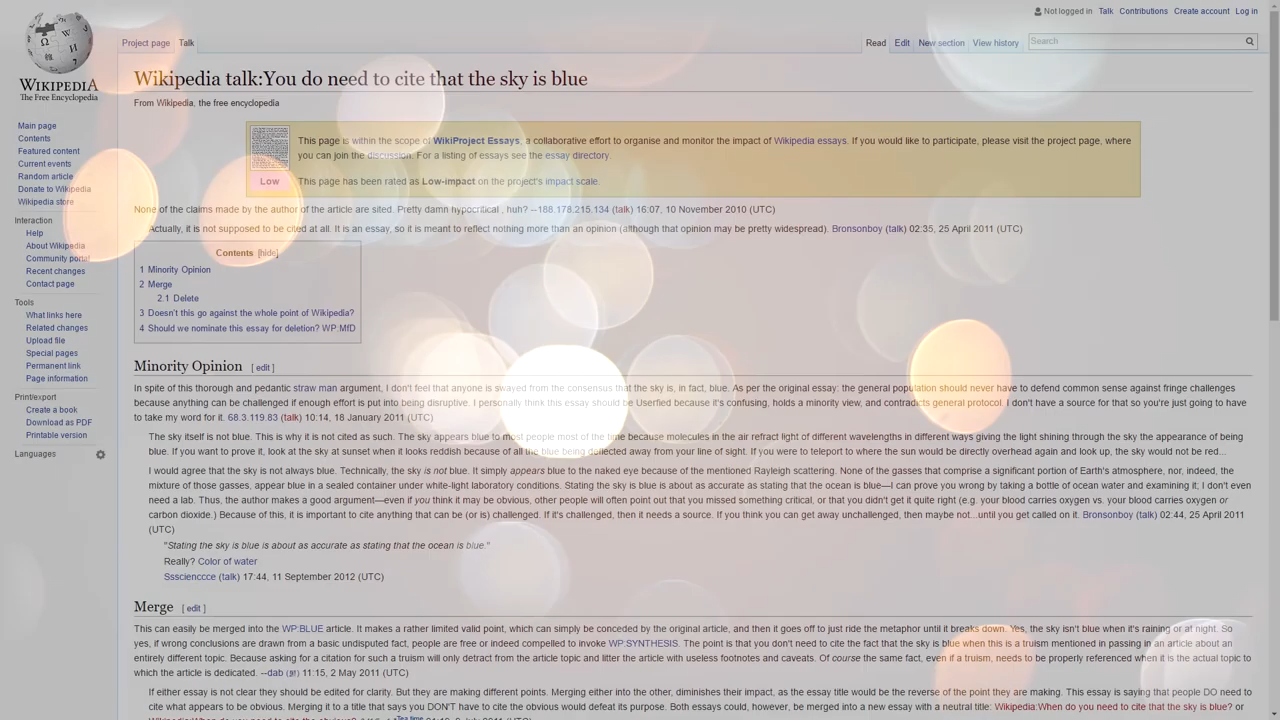 Not logged in Talk Contributions Create account Log in
Project page Talk Read Edit New section View history Search
WIKIPEDIA
The Free Encyclopedia
Wikipedia talk:You do need to cite that the sky is blue
From Wikipedia, the free encyclopedia
Main page
Contents
Featured content
Current events
Random article
Donate to Wikipedia
Wikipedia store
Interaction
Help
About Wikipedia
Community portal
Recent changes
Contact page
Tools
What links here
Related changes
Upload file
Special pages
Permanent link
Page information
Print/export
Create a book
Download as PDF
Printable version
Languages
This page is within the scope of WikiProject Essays, a collaborative effort to organise and monitor the impact of Wikipedia essays. If you would like to participate, please visit the project page, where
you can join the discussion. For a listing of essays see the essay directory.
Low This page has been rated as Low-impact on the project's impact scale.
None of the claims made by the author of the article are sited. Pretty damn hypocritical , huh? --188.178.215.134 (talk) 16:07, 10 November 2010 (UTC)
Actually, it is not supposed to be cited at all. It is an essay, so it is meant to reflect nothing more than an opinion (although that opinion may be pretty widespread). Bronsonboy (talk) 02:35, 25 April 2011 (UTC)
Contents [hide]
1 Minority Opinion
2 Merge
2.1 Delete
3 Doesn't this go against the whole point of Wikipedia?
4 Should we nominate this essay for deletion? WP:MfD
Minority Opinion [ edit ]
In spite of this thorough and pedantic straw man argument, I don't feel that anyone is swayed from the consensus that the sky is, in fact, blue. As per the original essay: the general population should never have to defend common sense against fringe challenges
because anything can be challenged if enough effort is put into being disruptive. I personally think this essay should be Userfied because it's confusing, holds a minority view, and contradicts general protocol. I don't have a source for that so you're just going to have
to take my word for it. 68.3.119.83 (talk) 10:14, 18 January 2011 (UTC)
The sky itself is not blue. This is why it is not cited as such. The sky appears blue to most people most of the time because molecules in the air refract light of different wavelengths in different ways giving the light shining through the sky the appearance of being
blue. If you want to prove it, look at the sky at sunset when it looks reddish because of all the blue being deflected away from your line of sight. If you were to teleport to where the sun would be directly overhead again and look up, the sky would not be red...
I would agree that the sky is not always blue. Technically, the sky is not blue. It simply appears blue to the naked eye because of the mentioned Rayleigh scattering. None of the gasses that comprise a significant portion of Earth's atmosphere, nor, indeed, the
mixture of those gasses, appear blue in a sealed container under white-light laboratory conditions. Stating the sky is blue is about as accurate as stating that the ocean is blue—I can prove you wrong by taking a bottle of ocean water and examining it; I don't even
need a lab. Thus, the author makes a good argument—even if you think it may be obvious, other people will often point out that you missed something critical, or that you didn't get it quite right (e.g. your blood carries oxygen vs. your blood carries oxygen or
carbon dioxide.) Because of this, it is important to cite anything that can be (or is) challenged. If it's challenged, then it needs a source. If you think you can get away unchallenged, then maybe not...until you get called on it. Bronsonboy (talk) 02:44, 25 April 2011
(UTC)
"Stating the sky is blue is about as accurate as stating that the ocean is blue."
Really? Color of water
Ssscienccce (talk) 17:44, 11 September 2012 (UTC)
Merge [ edit ]
This can easily be merged into the WP:BLUE article. It makes a rather limited valid point, which can simply be conceded by the original article, and then it goes off to just ride the metaphor until it breaks down. Yes, the sky isn't blue when it's raining or at night. So
yes, if wrong conclusions are drawn from a basic undisputed fact, people are free or indeed compelled to invoke WP:SYNTHESIS. The point is that you don't need to cite the fact that the sky is blue when this is a truism mentioned in passing in an article about an
entirely different topic. Because asking for a citation for such a truism will only detract from the article topic and litter the article with useless footnotes and caveats. Of course the same fact, even if a truism, needs to be properly referenced when it is the actual topic to
which the article is dedicated. --dab 11:15, 2 May 2011 (UTC)
If either essay is not clear they should be edited for clarity. But they are making different points. Merging either into the other, diminishes their impact, as the essay title would be the reverse of the point they are making. This essay is saying that people DO need to
cite what appears to be obvious. Merging it to a title that says you DON'T have to cite the obvious would defeat its purpose. Both essays could, however, be merged into a new essay with a neutral title: Wikipedia:When do you need to cite that the sky is blue? or